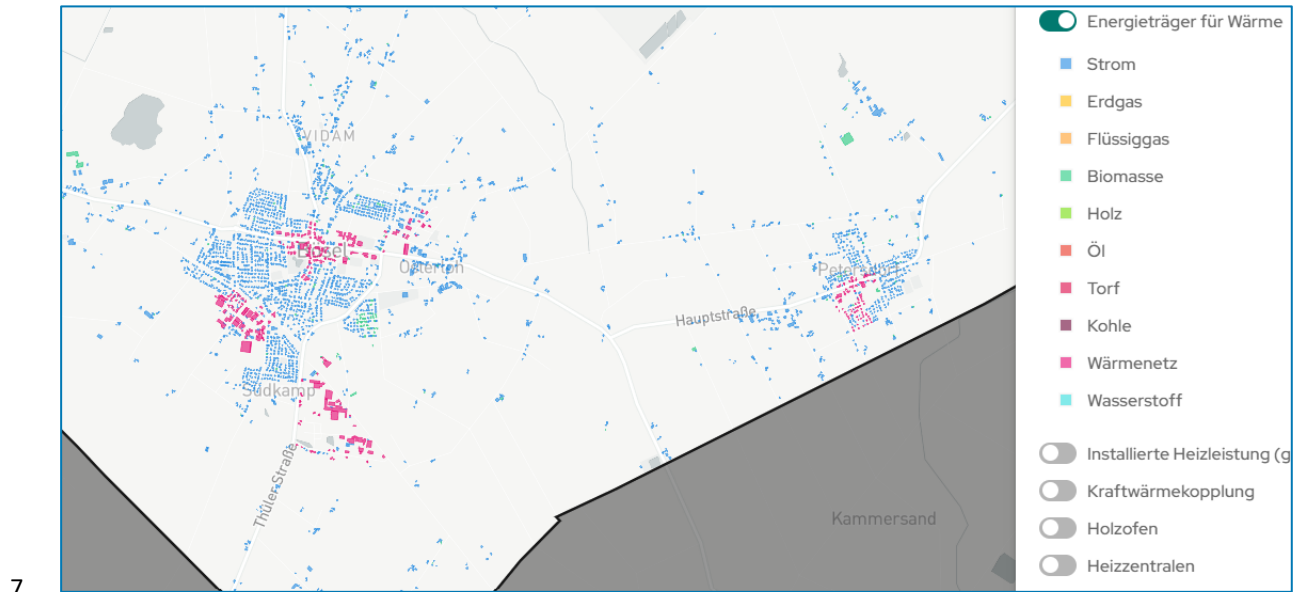 Energieträger für Wärme
Strom
Erdgas
Flüssiggas
Biomasse
Holz
Öl
Torf
Kohle
Wärmenetz
Wasserstoff
Installierte Heizleistung (g
Kraftwärmekopplung
Holzofen
Heizzentralen
VIDAM
Bösel
Osterloh
Petersdorf
Hauptstraße
Südkamp
Thüler Straße
Kammersand
7